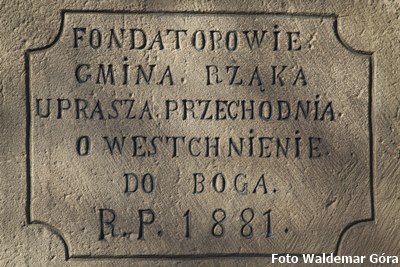 FONDATOROWIE.
GMINA. RZĄKA
UPRASZA. PRZECHODNIA.
O WESTCHNIENIE.
DO BOGA.
R.P. 1881.
Foto Waldemar Góra